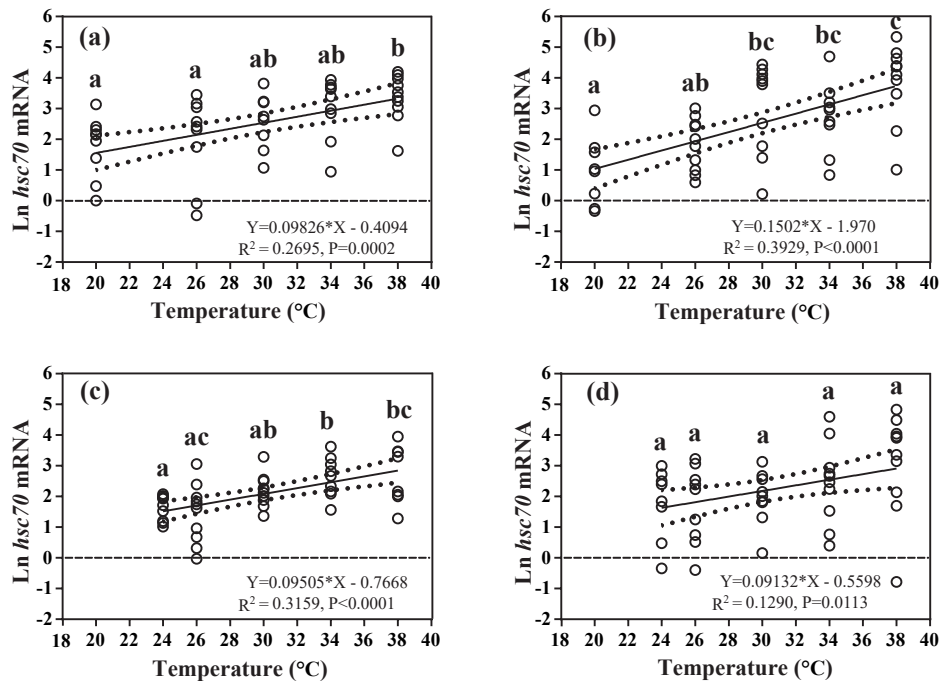 (a)
a a ab ab b
6
5
4
3
2
1
0
-1
-2
Ln hsc70 mRNA
Y=0.09826*X - 0.4094
R² = 0.2695, P=0.0002
18 20 22 24 26 28 30 32 34 36 38 40
Temperature (°C)
(b)
a ab bc bc c
6
5
4
3
2
1
0
-1
-2
Ln hsc70 mRNA
Y=0.1502*X - 1.970
R² = 0.3929, P<0.0001
18 20 22 24 26 28 30 32 34 36 38 40
Temperature (°C)
(c)
a ac ab b bc
6
5
4
3
2
1
0
-1
-2
Ln hsc70 mRNA
Y=0.09505*X - 0.7668
R² = 0.3159, P<0.0001
18 20 22 24 26 28 30 32 34 36 38 40
Temperature (°C)
(d)
a a a a a
6
5
4
3
2
1
0
-1
-2
Ln hsc70 mRNA
Y=0.09132*X - 0.5598
R² = 0.1290, P=0.0113
18 20 22 24 26 28 30 32 34 36 38 40
Temperature (°C)